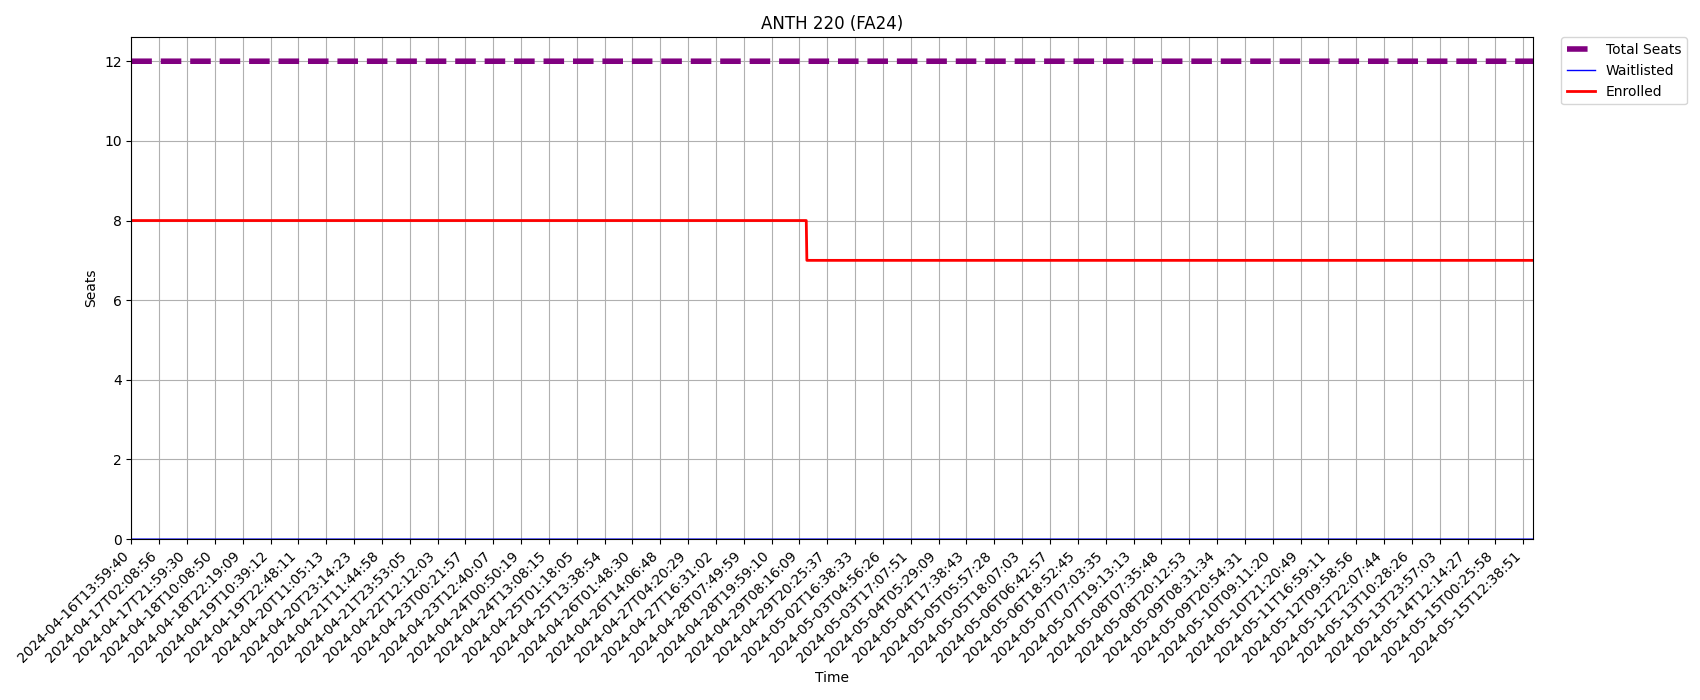 ANTH 220 (FA24)
Total Seats
Waitlisted
Enrolled
12
10
8
6
4
2
0
Seats
2024-04-16T13:59:40
2024-04-17T02:08:56
2024-04-17T21:59:30
2024-04-18T10:08:50
2024-04-18T22:19:09
2024-04-19T10:39:12
2024-04-19T22:48:11
2024-04-20T11:05:13
2024-04-20T23:14:23
2024-04-21T11:44:58
2024-04-21T23:53:05
2024-04-22T12:12:03
2024-04-23T00:21:57
2024-04-23T12:40:07
2024-04-24T00:50:19
2024-04-24T13:08:15
2024-04-25T01:18:05
2024-04-25T13:38:54
2024-04-26T01:48:30
2024-04-26T14:06:48
2024-04-27T04:20:29
2024-04-27T16:31:02
2024-04-28T07:49:59
2024-04-28T19:59:10
2024-04-29T08:16:09
2024-04-29T20:25:37
2024-05-02T16:38:33
2024-05-03T04:56:26
2024-05-03T17:07:51
2024-05-04T05:29:09
2024-05-04T17:38:43
2024-05-05T05:57:28
2024-05-05T18:07:03
2024-05-06T06:42:57
2024-05-06T18:52:45
2024-05-07T07:03:35
2024-05-07T19:13:13
2024-05-08T07:35:48
2024-05-08T20:12:53
2024-05-09T08:31:34
2024-05-09T20:54:31
2024-05-10T09:11:20
2024-05-10T21:20:49
2024-05-11T16:59:11
2024-05-12T09:58:56
2024-05-12T22:07:44
2024-05-13T10:28:26
2024-05-13T23:57:03
2024-05-14T12:14:27
2024-05-15T00:25:58
2024-05-15T12:38:51
Time